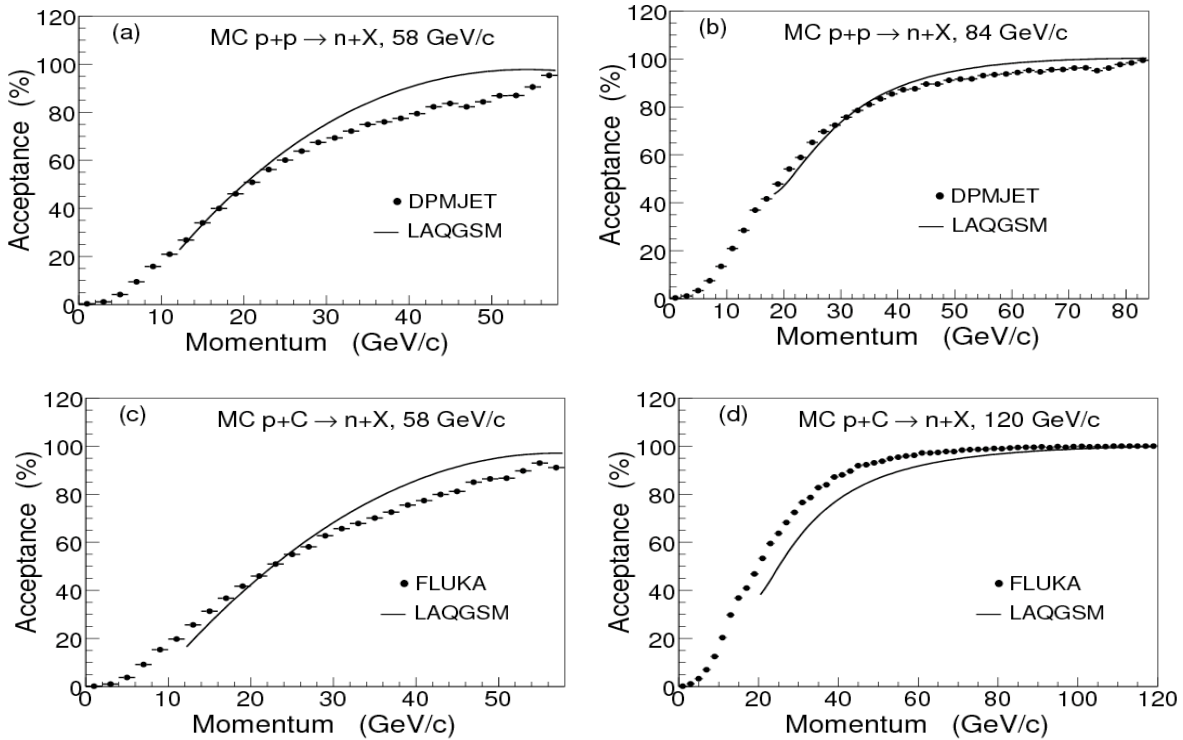 (a) MC p+p → n+X, 58 GeV/c
Acceptance (%)
120
100
80
60
40
20
0
DPMJET
LAQGSM
0 10 20 30 40 50
Momentum (GeV/c)
(b) MC p+p → n+X, 84 GeV/c
Acceptance (%)
120
100
80
60
40
20
0
DPMJET
LAQGSM
0 10 20 30 40 50 60 70 80
Momentum (GeV/c)
(c) MC p+C → n+X, 58 GeV/c
Acceptance (%)
120
100
80
60
40
20
0
FLUKA
LAQGSM
0 10 20 30 40 50
Momentum (GeV/c)
(d) MC p+C → n+X, 120 GeV/c
Acceptance (%)
120
100
80
60
40
20
0
FLUKA
LAQGSM
0 20 40 60 80 100 120
Momentum (GeV/c)